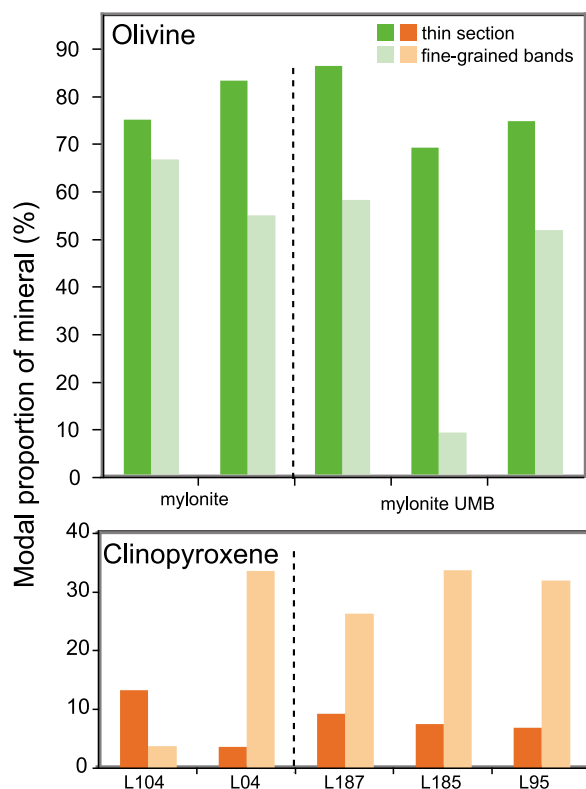 Olivine
thin section
fine-grained bands
Modal proportion of mineral (%)
90
80
70
60
50
40
30
20
10
0
mylonite
mylonite UMB
Clinopyroxene
40
30
20
10
0
L104
L04
L187
L185
L95